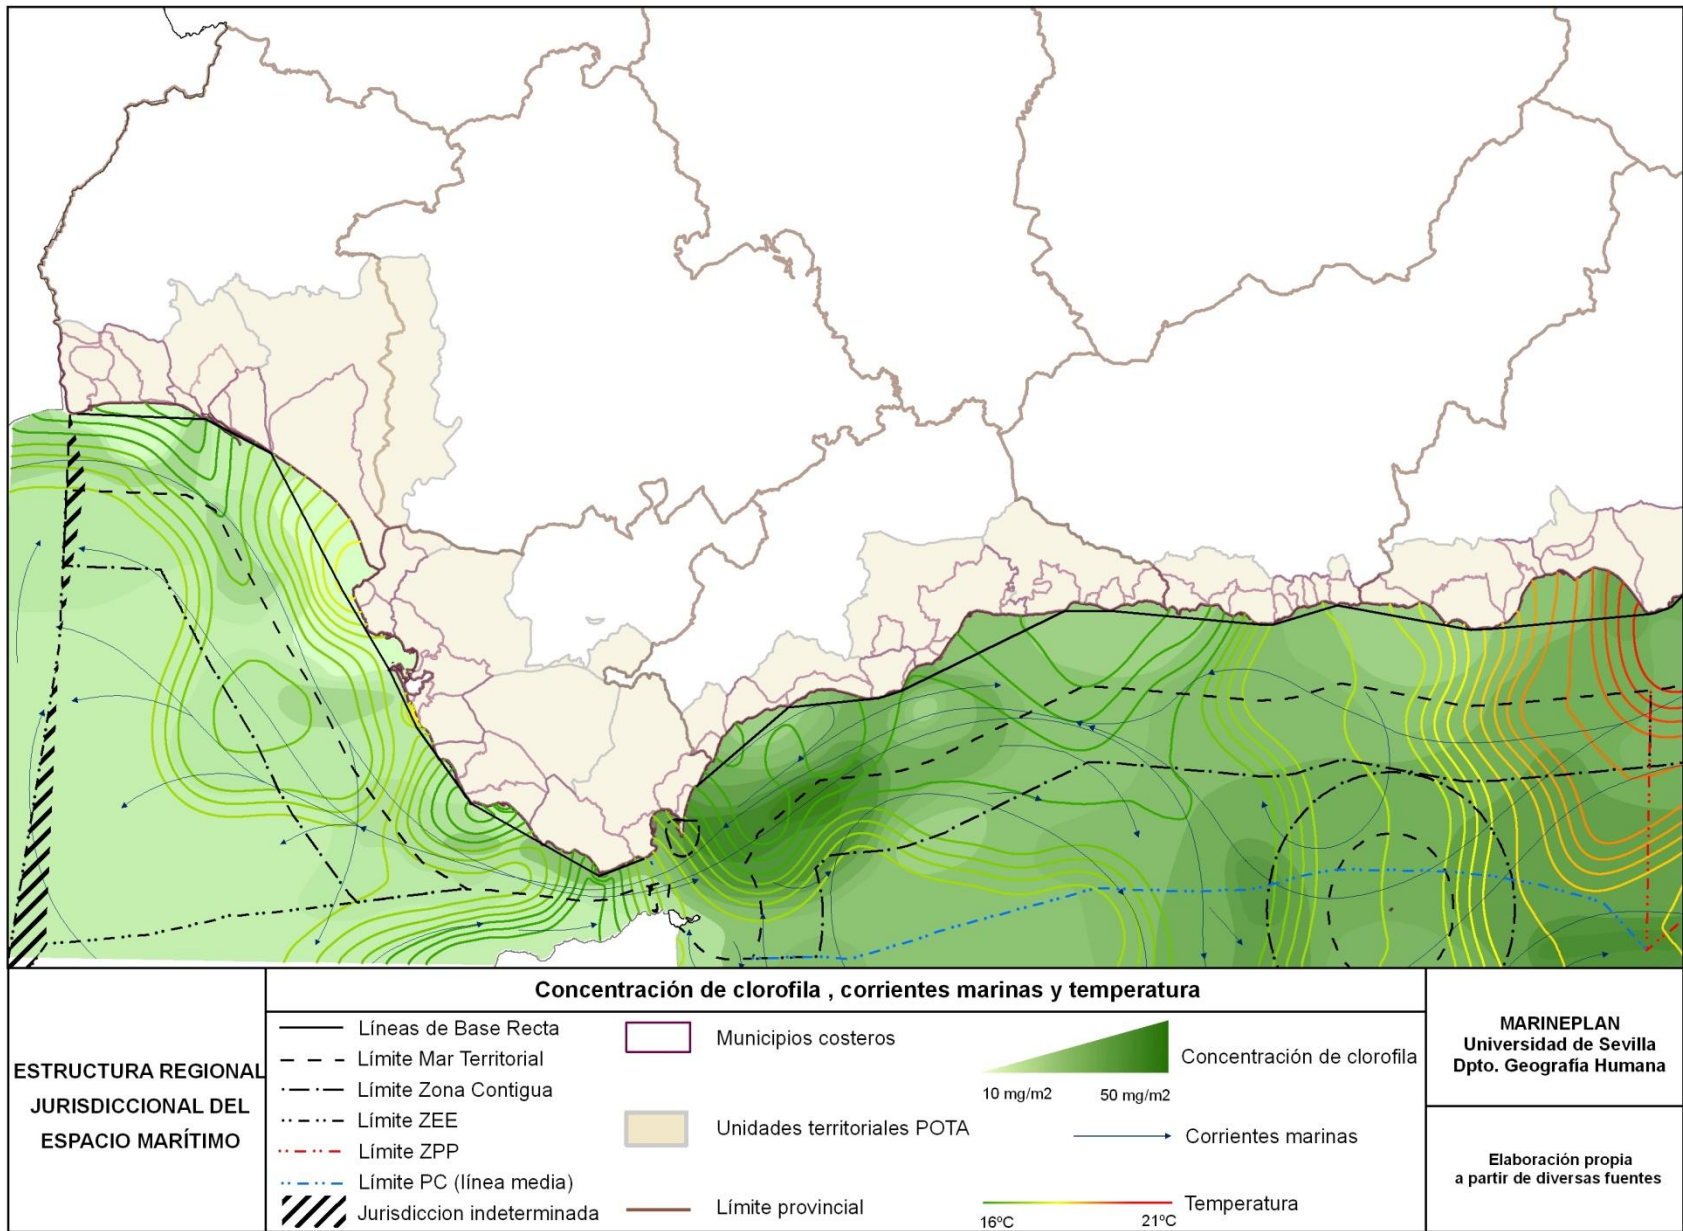 Concentración de clorofila , corrientes marinas y temperatura
ESTRUCTURA REGIONAL
JURISDICCIONAL DEL
ESPACIO MARÍTIMO
Líneas de Base Recta
Límite Mar Territorial
Límite Zona Contigua
Límite ZEE
Límite ZPP
Límite PC (línea media)
Jurisdiccion indeterminada
Municipios costeros
Unidades territoriales POTA
Límite provincial
Concentración de clorofila
10 mg/m2 50 mg/m2
Corrientes marinas
Temperatura
16ºC 21ºC
MARINEPLAN
Universidad de Sevilla
Dpto. Geografía Humana
Elaboración propia
a partir de diversas fuentes